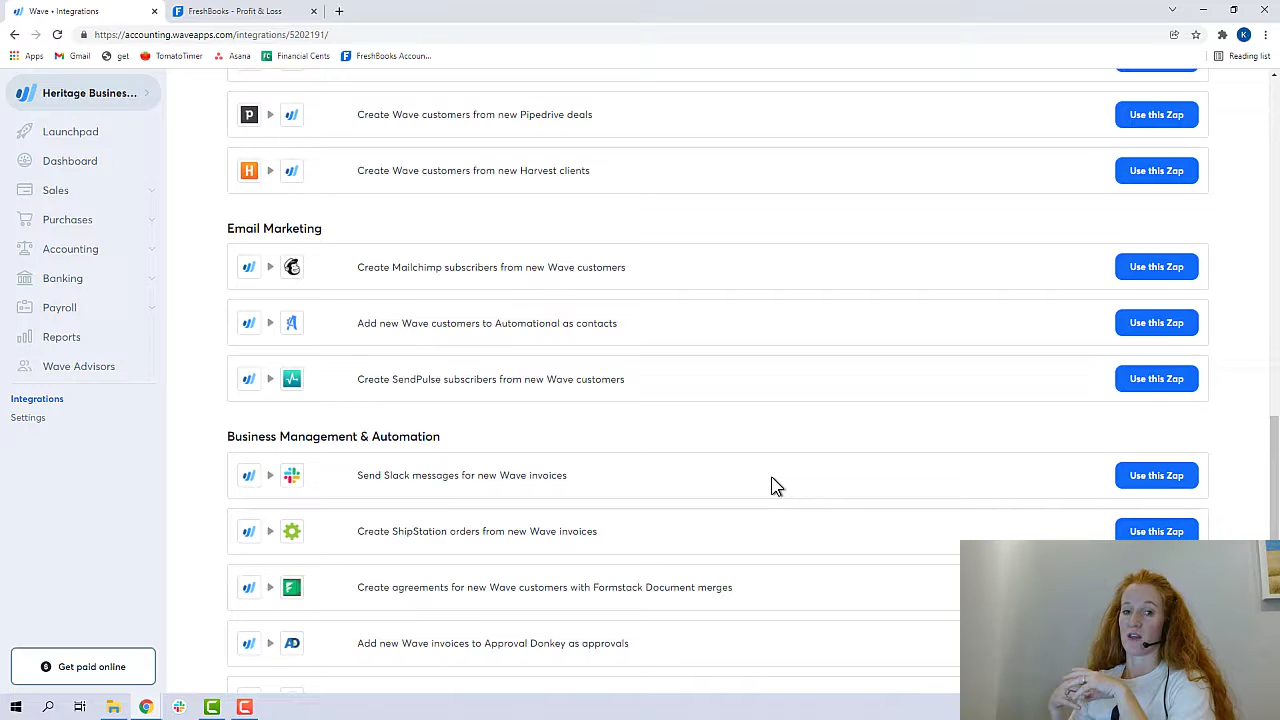 Wave • Integrations
FreshBooks - Profit & Loss
https://accounting.waveapps.com/integrations/5202191/
Apps
Gmail
get
TomatoTimer
Asana
Financial Cents
FreshBooks Accoun...
Reading list
K
Heritage Busines...
Launchpad
Dashboard
Sales
Purchases
Accounting
Banking
Payroll
Reports
Wave Advisors
Integrations
Settings
Get paid online
Create Wave customers from new Pipedrive deals
Use this Zap
Create Wave customers from new Harvest clients
Use this Zap
Email Marketing
Create Mailchimp subscribers from new Wave customers
Use this Zap
Add new Wave customers to Automational as contacts
Use this Zap
Create SendPulse subscribers from new Wave customers
Use this Zap
Business Management & Automation
Send Slack messages for new Wave invoices
Use this Zap
Create ShipStation orders from new Wave invoices
Use this Zap
Create agreements for new Wave customers with Formstack Document merges
Add new Wave invoices to Approval Donkey as approvals